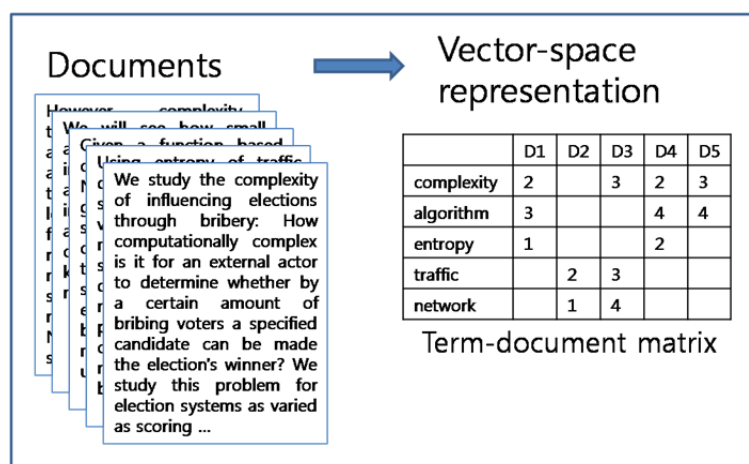 Documents
Vector-space
representation
However, complexity
We will see how small
Given a function based
Using entropy of traffic
We study the complexity
of influencing elections
through bribery: How
computationally complex
is it for an external actor
to determine whether by
a certain amount of
bribing voters a specified
candidate can be made
the election's winner? We
study this problem for
election systems as varied
as scoring ...
D1 D2 D3 D4 D5
complexity 2 3 2 3
algorithm 3 4 4
entropy 1 2
traffic 2 3
network 1 4
Term-document matrix